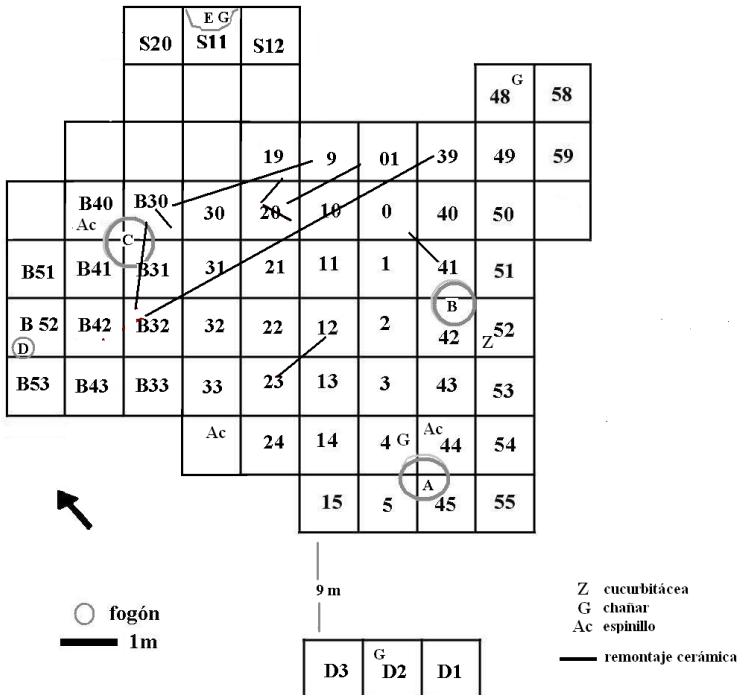 E G
S20 S11 S12
G
48 58
19 9 01 39 49 59
B40 B30 30 20 10 0 40 50
Ac
C
B51 B41 B31 31 21 11 1 41 51
B
B 52 B42 B32 32 22 12 2 42 Z 52
D
B53 B43 B33 33 23 13 3 43 53
Ac 24 14 4 G Ac 44 54
A
15 5 45 55
9 m
fogón
1m
Z cucurbitácea
G chañar
Ac espinillo
remontaje cerámica
G
D3 D2 D1